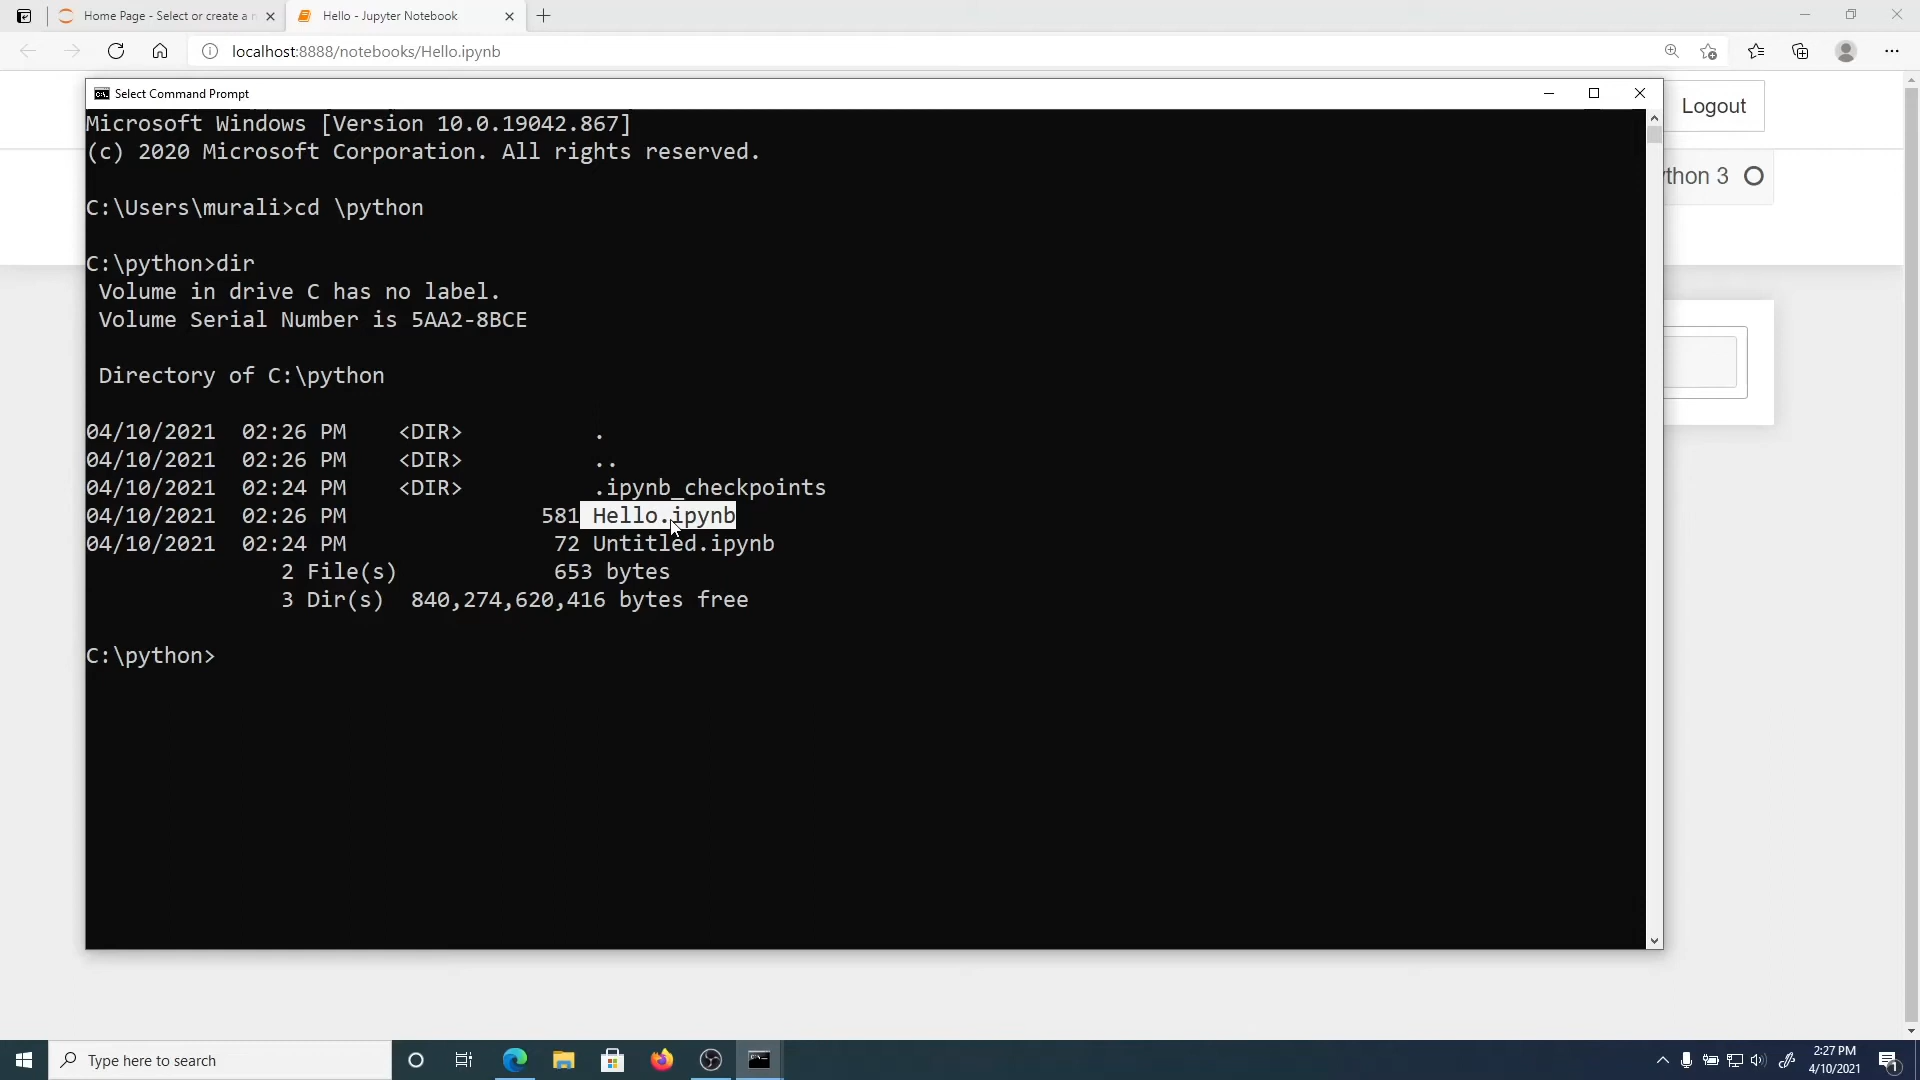 Home Page - Select or create a n
Hello - Jupyter Notebook
localhost:8888/notebooks/Hello.ipynb
Select Command Prompt
Logout
Microsoft Windows [Version 10.0.19042.867]
(c) 2020 Microsoft Corporation. All rights reserved.
thon 3
C:\Users\murali>cd \python
C:\python>dir
Volume in drive C has no label.
Volume Serial Number is 5AA2-8BCE
Directory of C:\python
04/10/2021  02:26 PM    <DIR>          .
04/10/2021  02:26 PM    <DIR>          ..
04/10/2021  02:24 PM    <DIR>          .ipynb_checkpoints
04/10/2021  02:26 PM               581 Hello.ipynb
04/10/2021  02:24 PM                72 Untitled.ipynb
2 File(s)            653 bytes
3 Dir(s)  840,274,620,416 bytes free
C:\python>
Type here to search
2:27 PM
4/10/2021
1